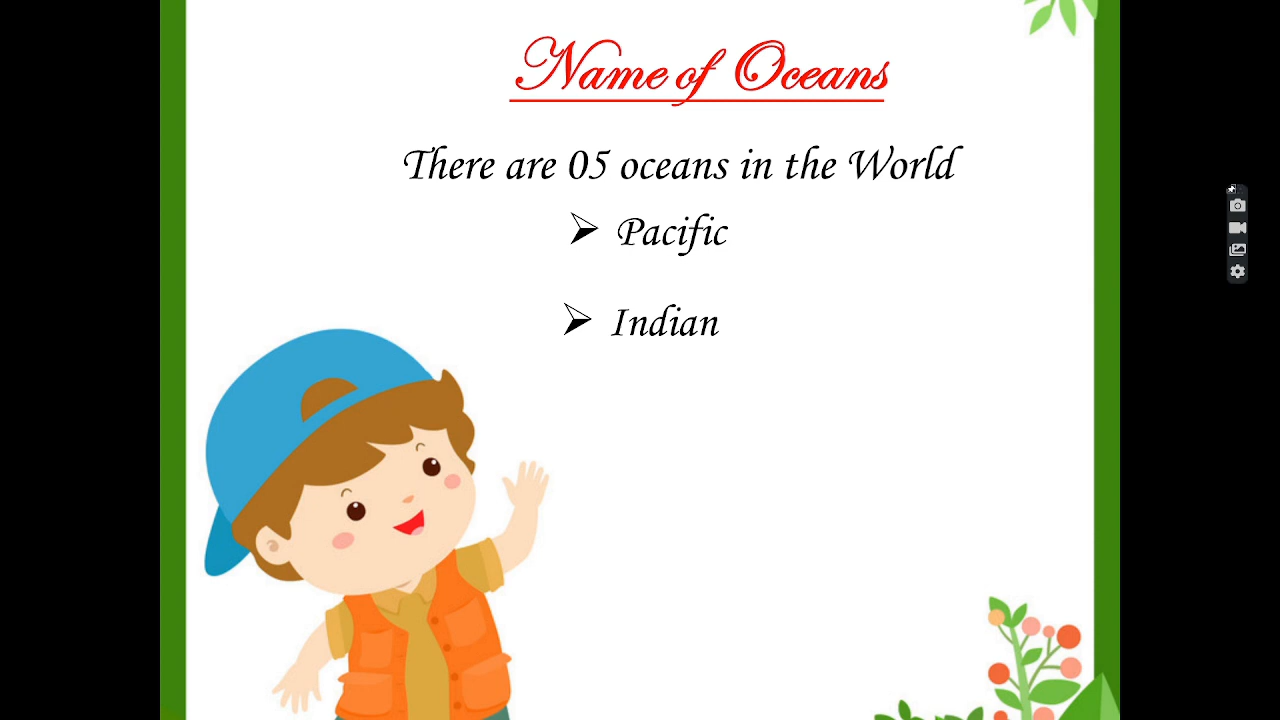 Name of Oceans
There are 05 oceans in the World
➢ Pacific
➢ Indian